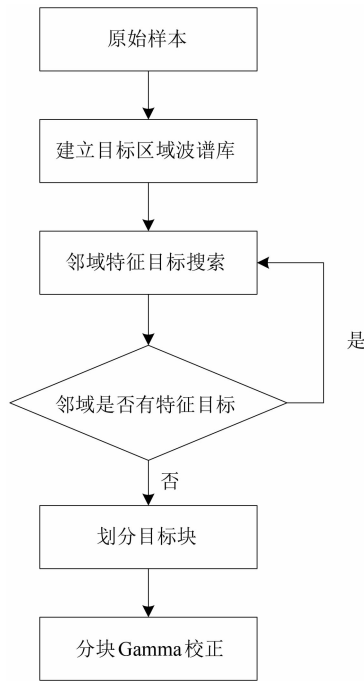 原始样本
建立目标区域波谱库
邻域特征目标搜索
是
邻域是否有特征目标
否
划分目标块
分块Gamma校正